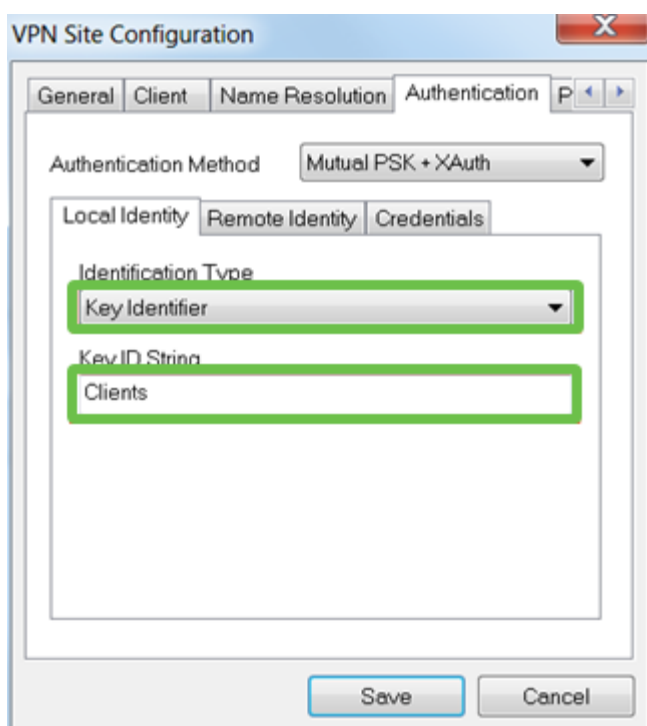 VPN Site Configuration
General Client Name Resolution Authentication P
Authentication Method Mutual PSK + XAuth
Local Identity Remote Identity Credentials
Identification Type
Key Identifier
Key ID String
Clients
Save Cancel